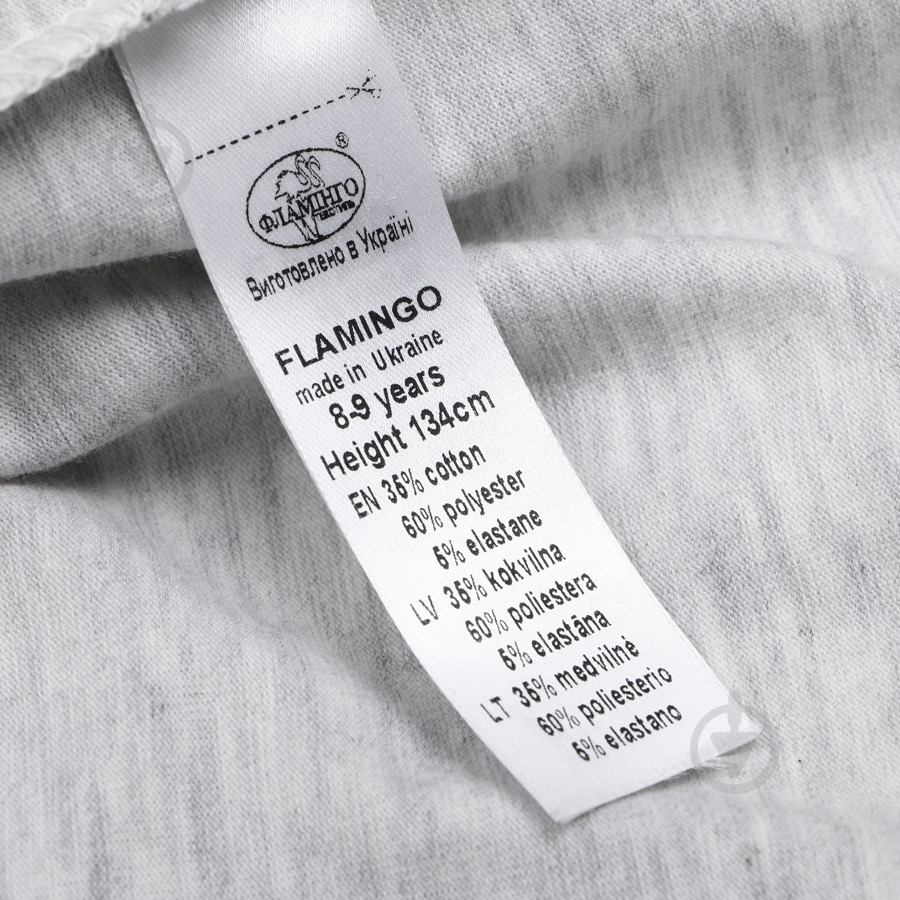 ®
ФЛАМІНГО
ТЕКСТИЛЬ
Виготовлено в Україні
FLAMINGO
made in Ukraine
8-9 years
Height 134cm
EN 35% cotton
60% polyester
5% elastane
LV 35% kokvilna
60% poliestera
5% elastāna
LT 35% medvilnė
60% poliesterio
5% elastano